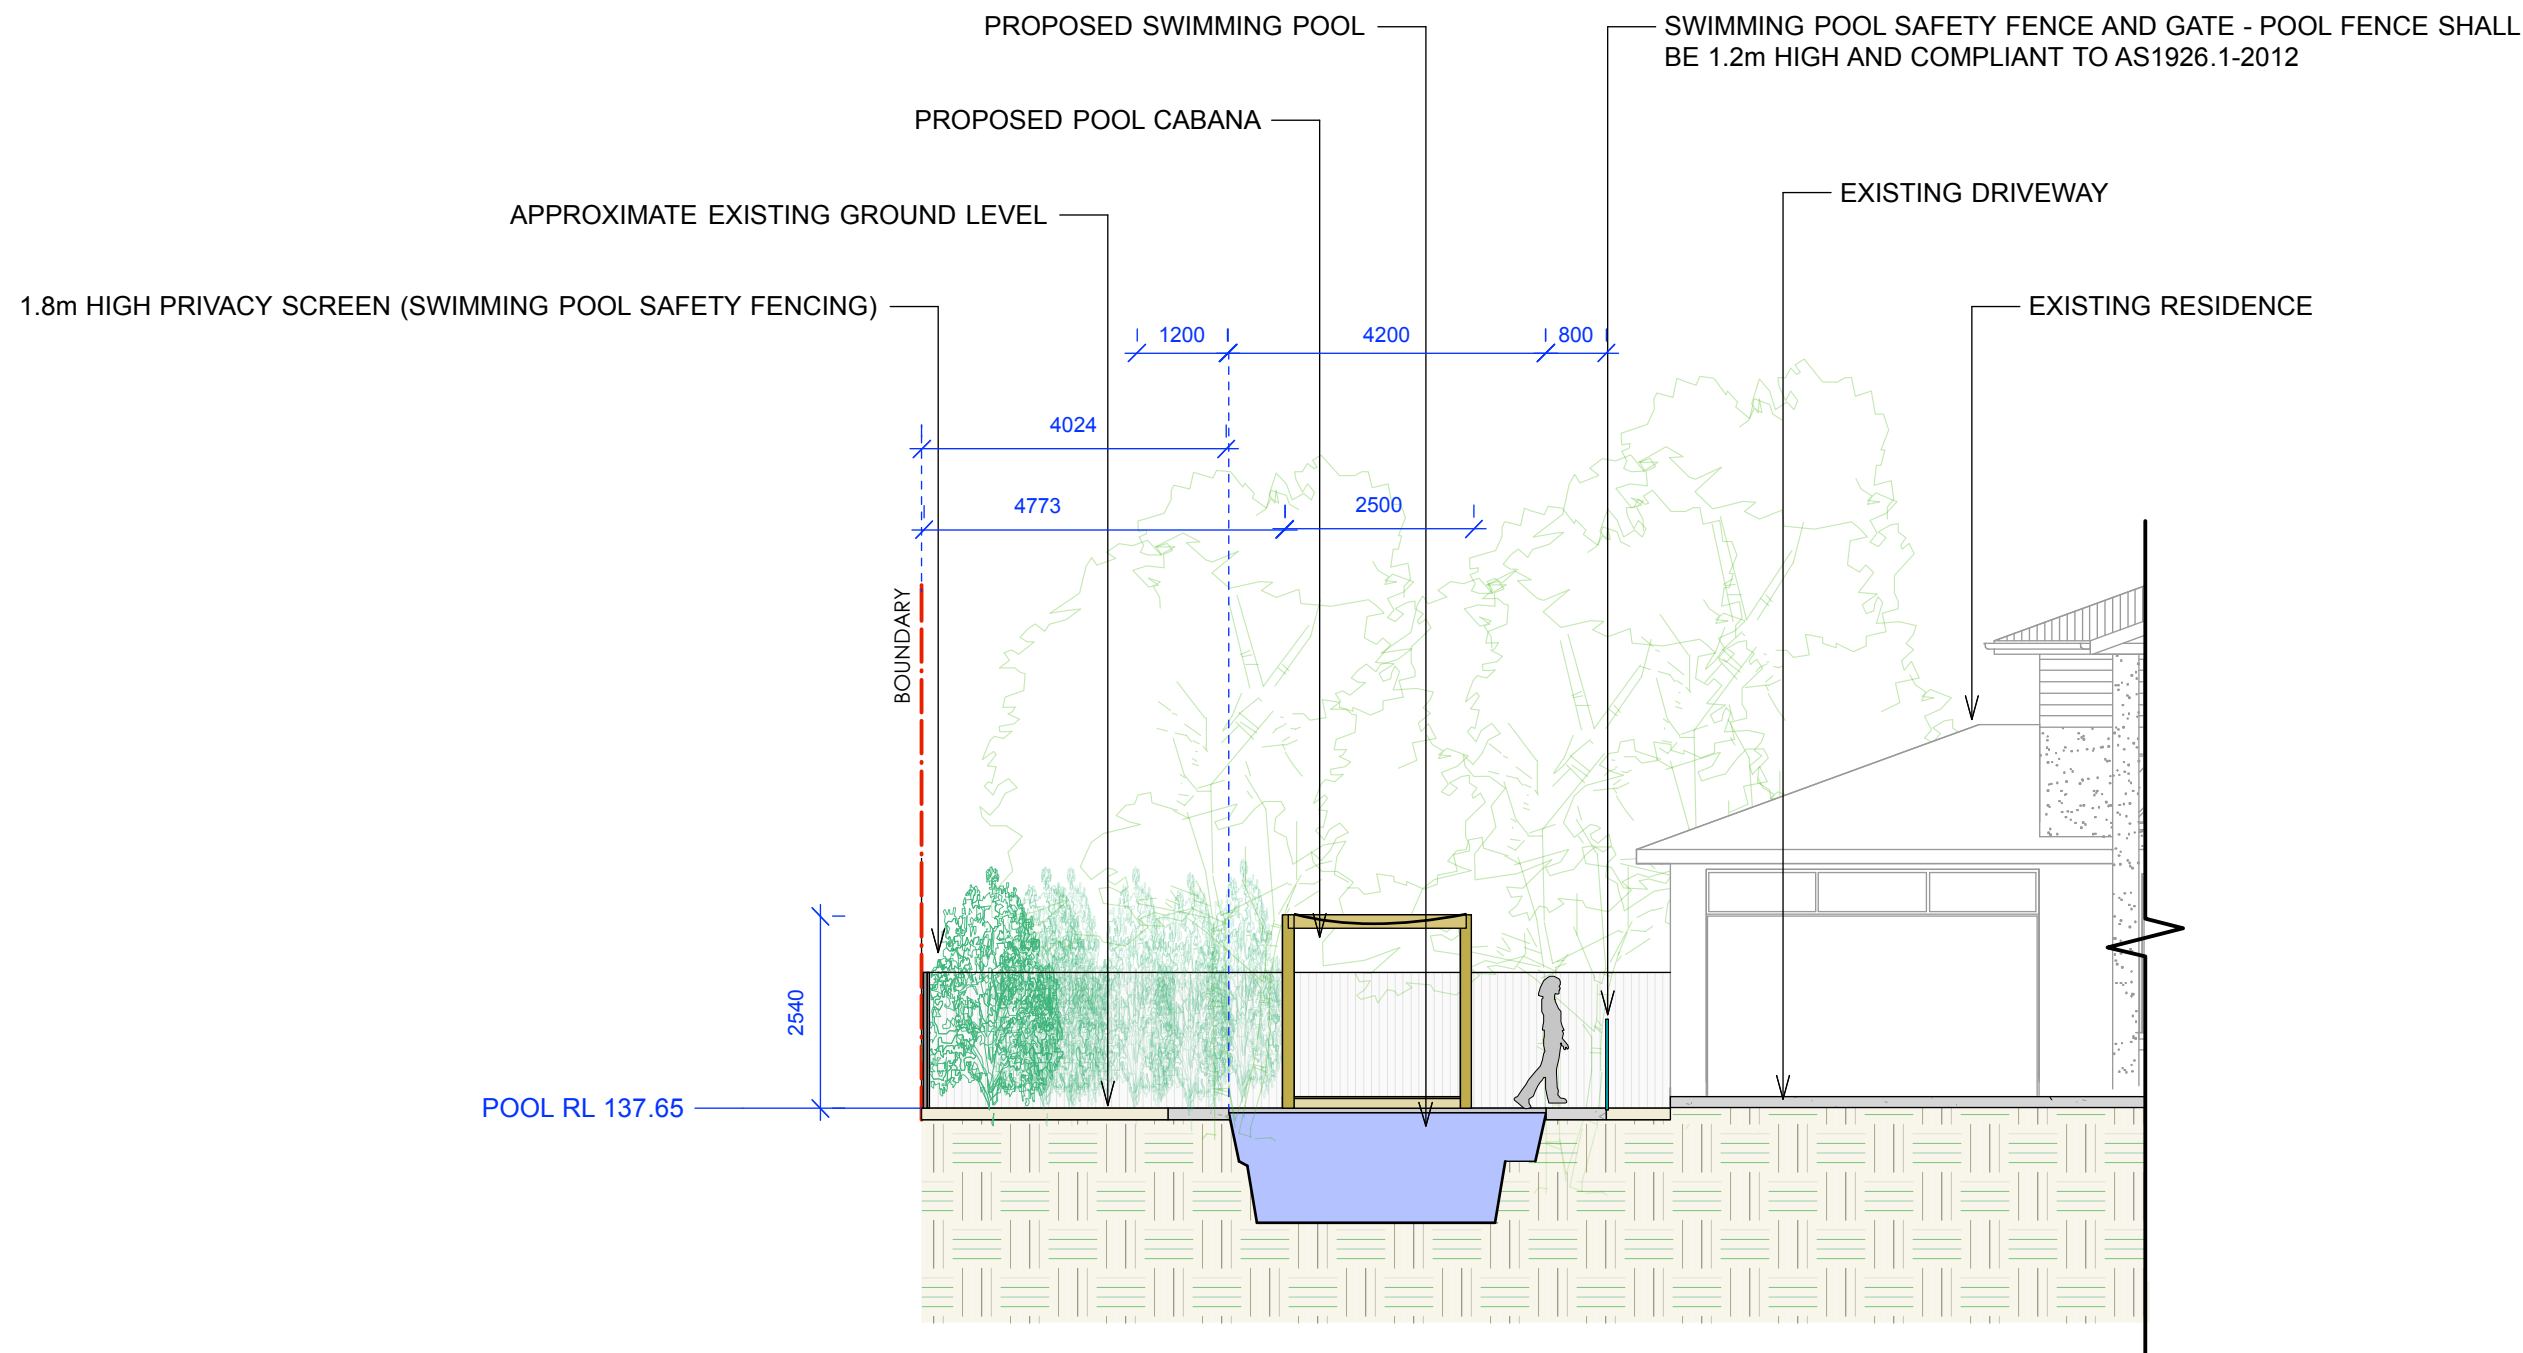 PROPOSED SWIMMING POOL
SWIMMING POOL SAFETY FENCE AND GATE - POOL FENCE SHALL
BE 1.2m HIGH AND COMPLIANT TO AS1926.1-2012
PROPOSED POOL CABANA
EXISTING DRIVEWAY
APPROXIMATE EXISTING GROUND LEVEL
1.8m HIGH PRIVACY SCREEN (SWIMMING POOL SAFETY FENCING)
EXISTING RESIDENCE
1200
4200
800
4024
4773
2500
BOUNDARY
2540
POOL RL 137.65